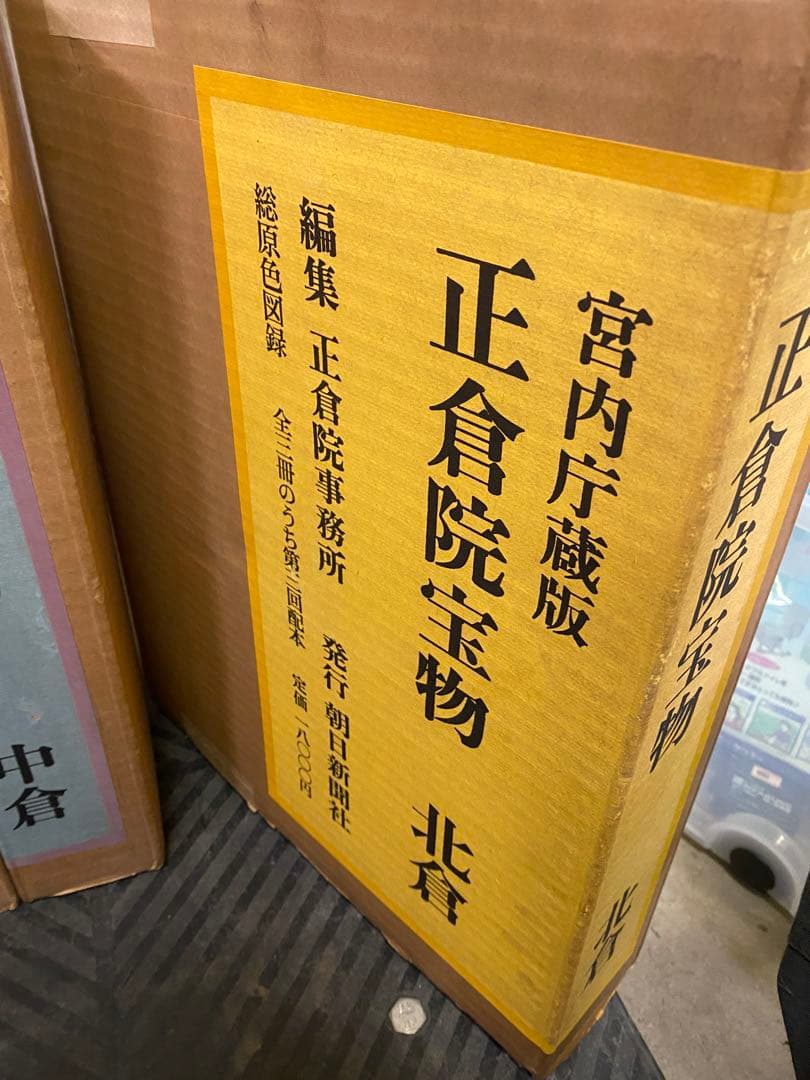 宮内庁蔵版
正倉院宝物 北倉
編集 正倉院事務所 発行 朝日新聞社
総原色図録 全三冊のうち第三回配本 定価 一八〇〇〇円
正倉院宝物 北倉
中倉